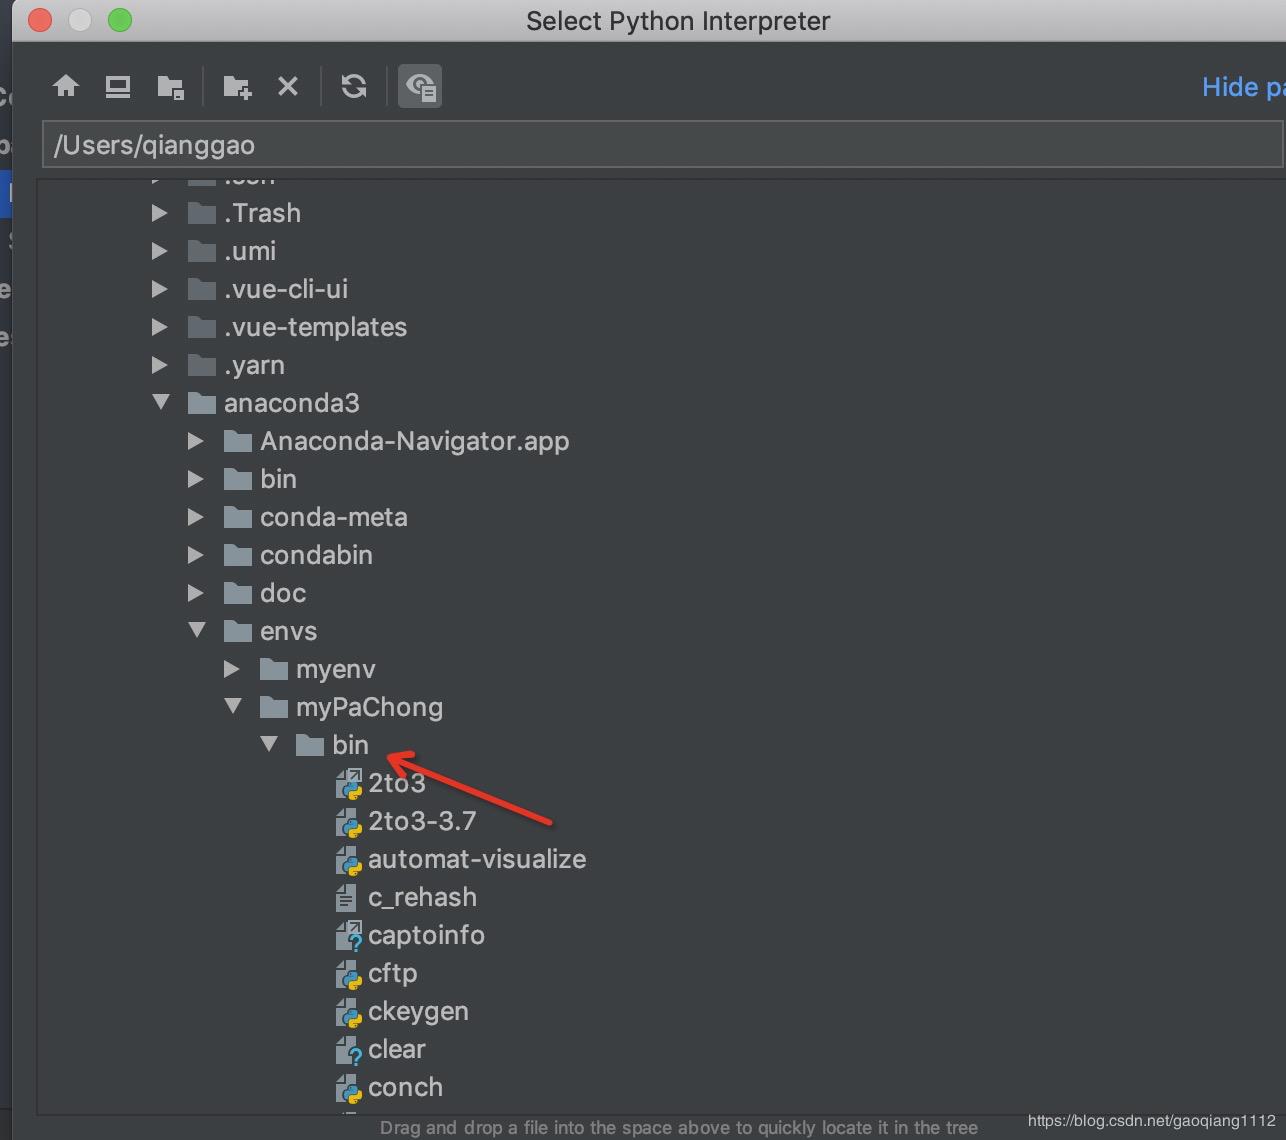 Select Python Interpreter
Hide pa
/Users/qianggao
.ssh
.Trash
.umi
.vue-cli-ui
.vue-templates
.yarn
anaconda3
Anaconda-Navigator.app
bin
conda-meta
condabin
doc
envs
myenv
myPaChong
bin
2to3
2to3-3.7
automat-visualize
c_rehash
captoinfo
cftp
ckeygen
clear
conch
Drag and drop a file into the space above to quickly locate it in the tree
https://blog.csdn.net/gaoqiang1112